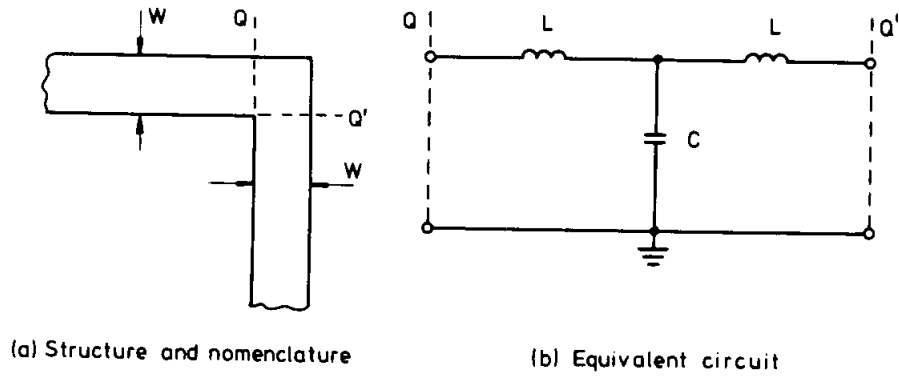 W
Q
Q'
W
(a) Structure and nomenclature
Q
L
L
Q'
C
(b) Equivalent circuit